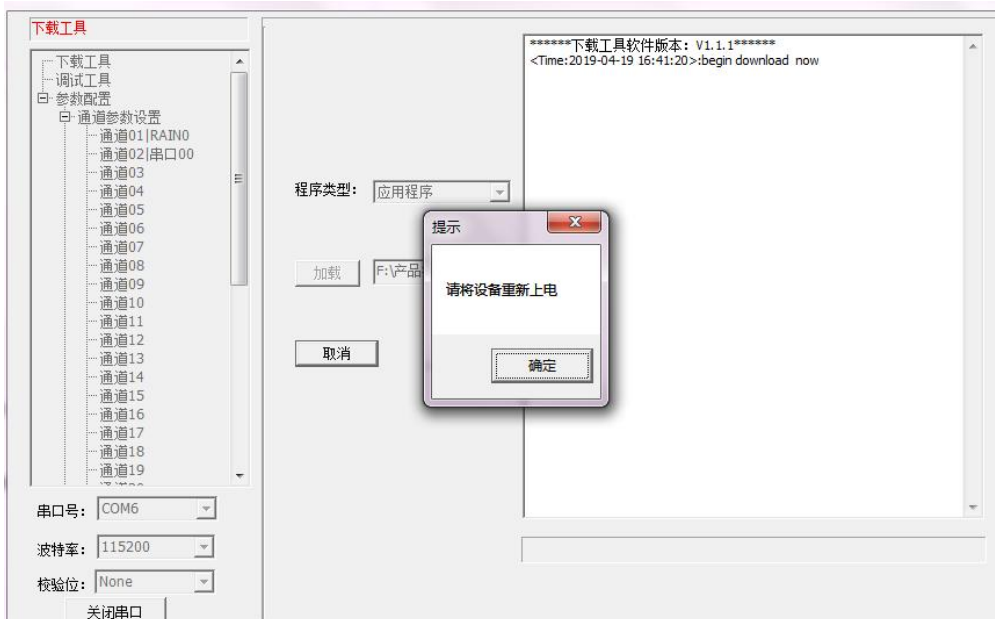 下载工具
下载工具
调试工具
参数配置
通道参数设置
通道01|RAIN0
通道02|串口00
通道03
通道04
通道05
通道06
通道07
通道08
通道09
通道10
通道11
通道12
通道13
通道14
通道15
通道16
通道17
通道18
通道19
串口号:
COM6
波特率:
115200
校验位:
None
关闭串口
程序类型:
应用程序
加载
F:\产品
取消
******下载工具软件版本: V1.1.1******
<Time:2019-04-19 16:41:20>:begin download now
提示
请将设备重新上电
确定